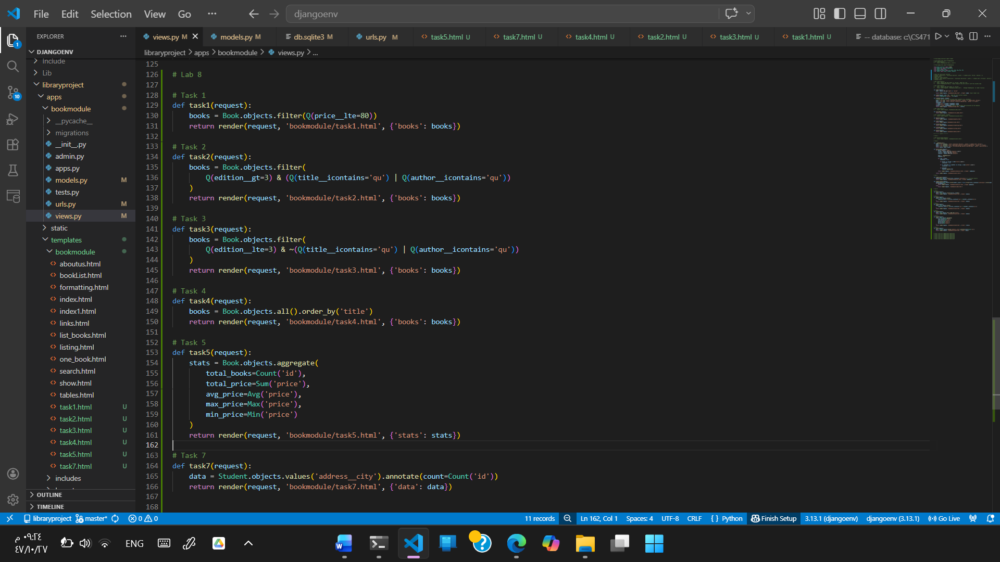 File Edit Selection View Go ···
djangoenv
EXPLORER
views.py M
models.py M
db.sqlite3 M
urls.py M
task5.html U
task7.html U
task4.html U
task2.html U
task3.html U
task1.html U
-- database: c:\CS471
libraryproject > apps > bookmodule > views.py > ...
DJANGOENV
Include
Lib
libraryproject
apps
bookmodule
__pycache__
migrations
__init__.py
admin.py
apps.py
models.py M
tests.py
urls.py M
views.py M
static
templates
bookmodule
aboutus.html
bookList.html
formatting.html
index.html
index1.html
links.html
list_books.html
listing.html
one_book.html
search.html
show.html
tables.html
task1.html U
task2.html U
task3.html U
task4.html U
task5.html U
task7.html U
includes
OUTLINE
TIMELINE
1
10
125
126 # Lab 8
127
128 # Task 1
129 def task1(request):
130 books = Book.objects.filter(Q(price__lte=80))
131 return render(request, 'bookmodule/task1.html', {'books': books})
132
133 # Task 2
134 def task2(request):
135 books = Book.objects.filter(
136 Q(edition__gt=3) & (Q(title__icontains='qu') | Q(author__icontains='qu'))
137 )
138 return render(request, 'bookmodule/task2.html', {'books': books})
139
140 # Task 3
141 def task3(request):
142 books = Book.objects.filter(
143 Q(edition__lte=3) & ~(Q(title__icontains='qu') | Q(author__icontains='qu'))
144 )
145 return render(request, 'bookmodule/task3.html', {'books': books})
146
147 # Task 4
148 def task4(request):
149 books = Book.objects.all().order_by('title')
150 return render(request, 'bookmodule/task4.html', {'books': books})
151
152 # Task 5
153 def task5(request):
154 stats = Book.objects.aggregate(
155 total_books=Count('id'),
156 total_price=Sum('price'),
157 avg_price=Avg('price'),
158 max_price=Max('price'),
159 min_price=Min('price')
160 )
161 return render(request, 'bookmodule/task5.html', {'stats': stats})
162
163 # Task 7
164 def task7(request):
165 data = Student.objects.values('address__city').annotate(count=Count('id'))
166 return render(request, 'bookmodule/task7.html', {'data': data})
167
168
libraryproject master* 0 0 11 records Ln 162, Col 1 Spaces: 4 UTF-8 CRLF { } Python Finish Setup 3.13.1 (djangoenv) djangoenv (3.13.1) Go Live
٠٩:٢٤ م
٤٧/١٠/٢٧
ENG